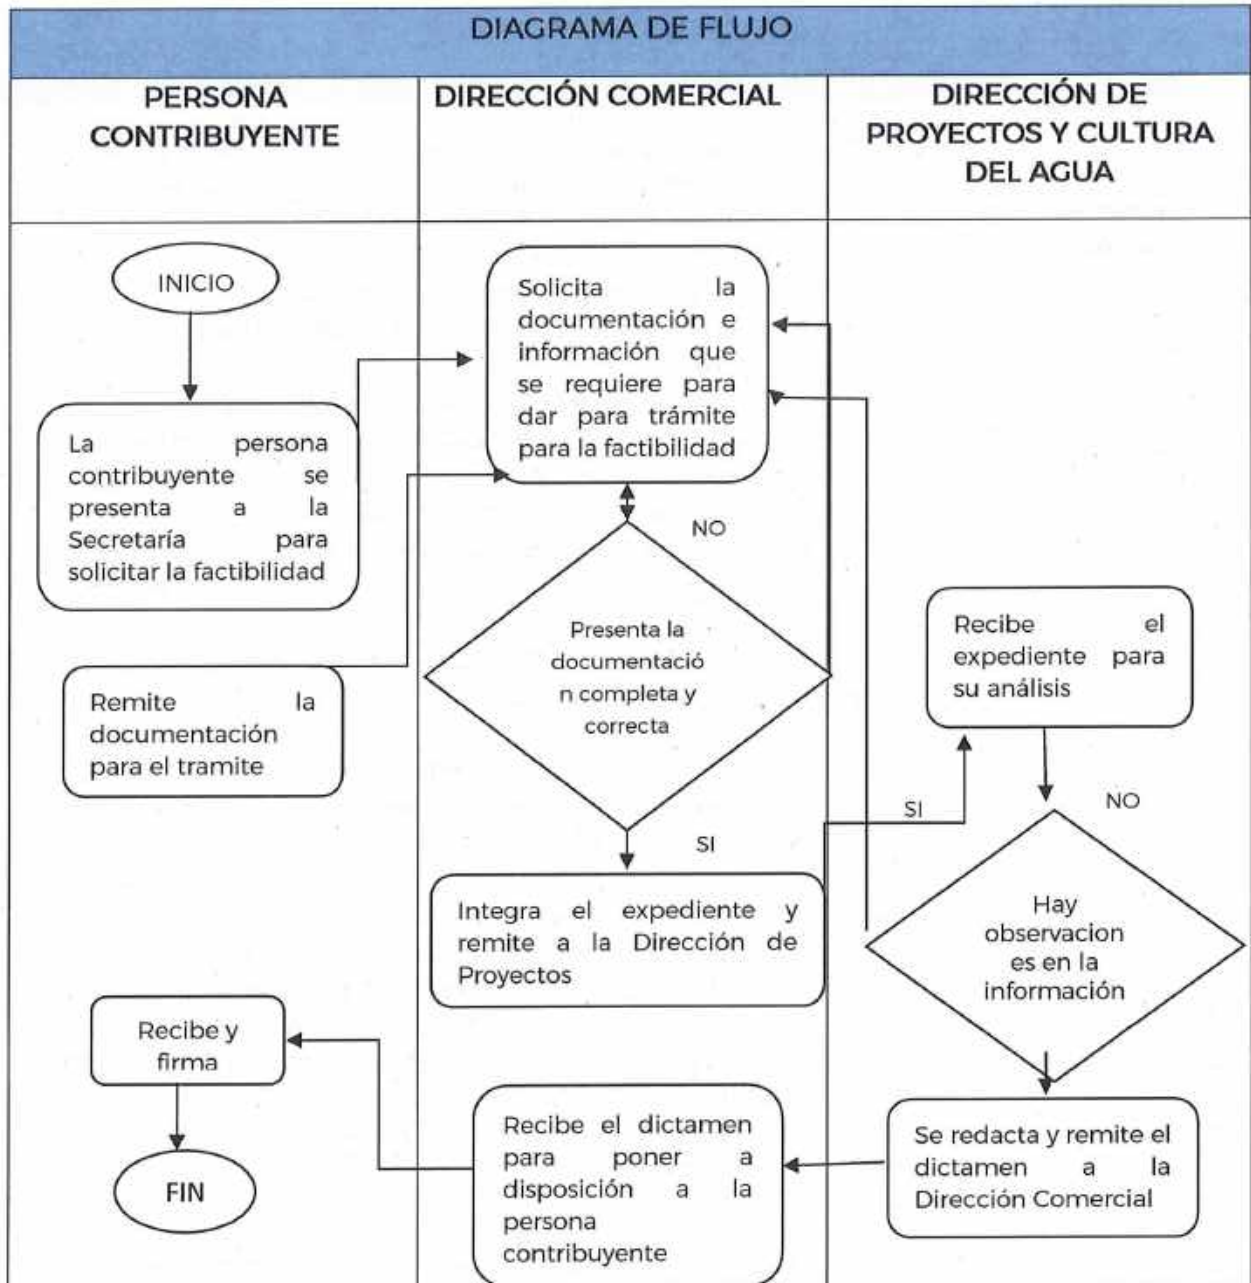 DIAGRAMA DE FLUJO
PERSONA
CONTRIBUYENTE
DIRECCIÓN COMERCIAL
DIRECCIÓN DE
PROYECTOS Y CULTURA
DEL AGUA
INICIO
La persona
contribuyente se
presenta a la
Secretaría para
solicitar la factibilidad
Remite la
documentación
para el tramite
Recibe y
firma
FIN
Solicita la
documentación e
información que
se requiere para
dar para trámite
para la factibilidad
NO
Presenta la
documentació
n completa y
correcta
SI
Integra el expediente y
remite a la Dirección de
Proyectos
Recibe el dictamen
para poner a
disposición a la
persona
contribuyente
SI
Recibe el
expediente para
su análisis
NO
Hay
observacion
es en la
información
Se redacta y remite el
dictamen a la
Dirección Comercial